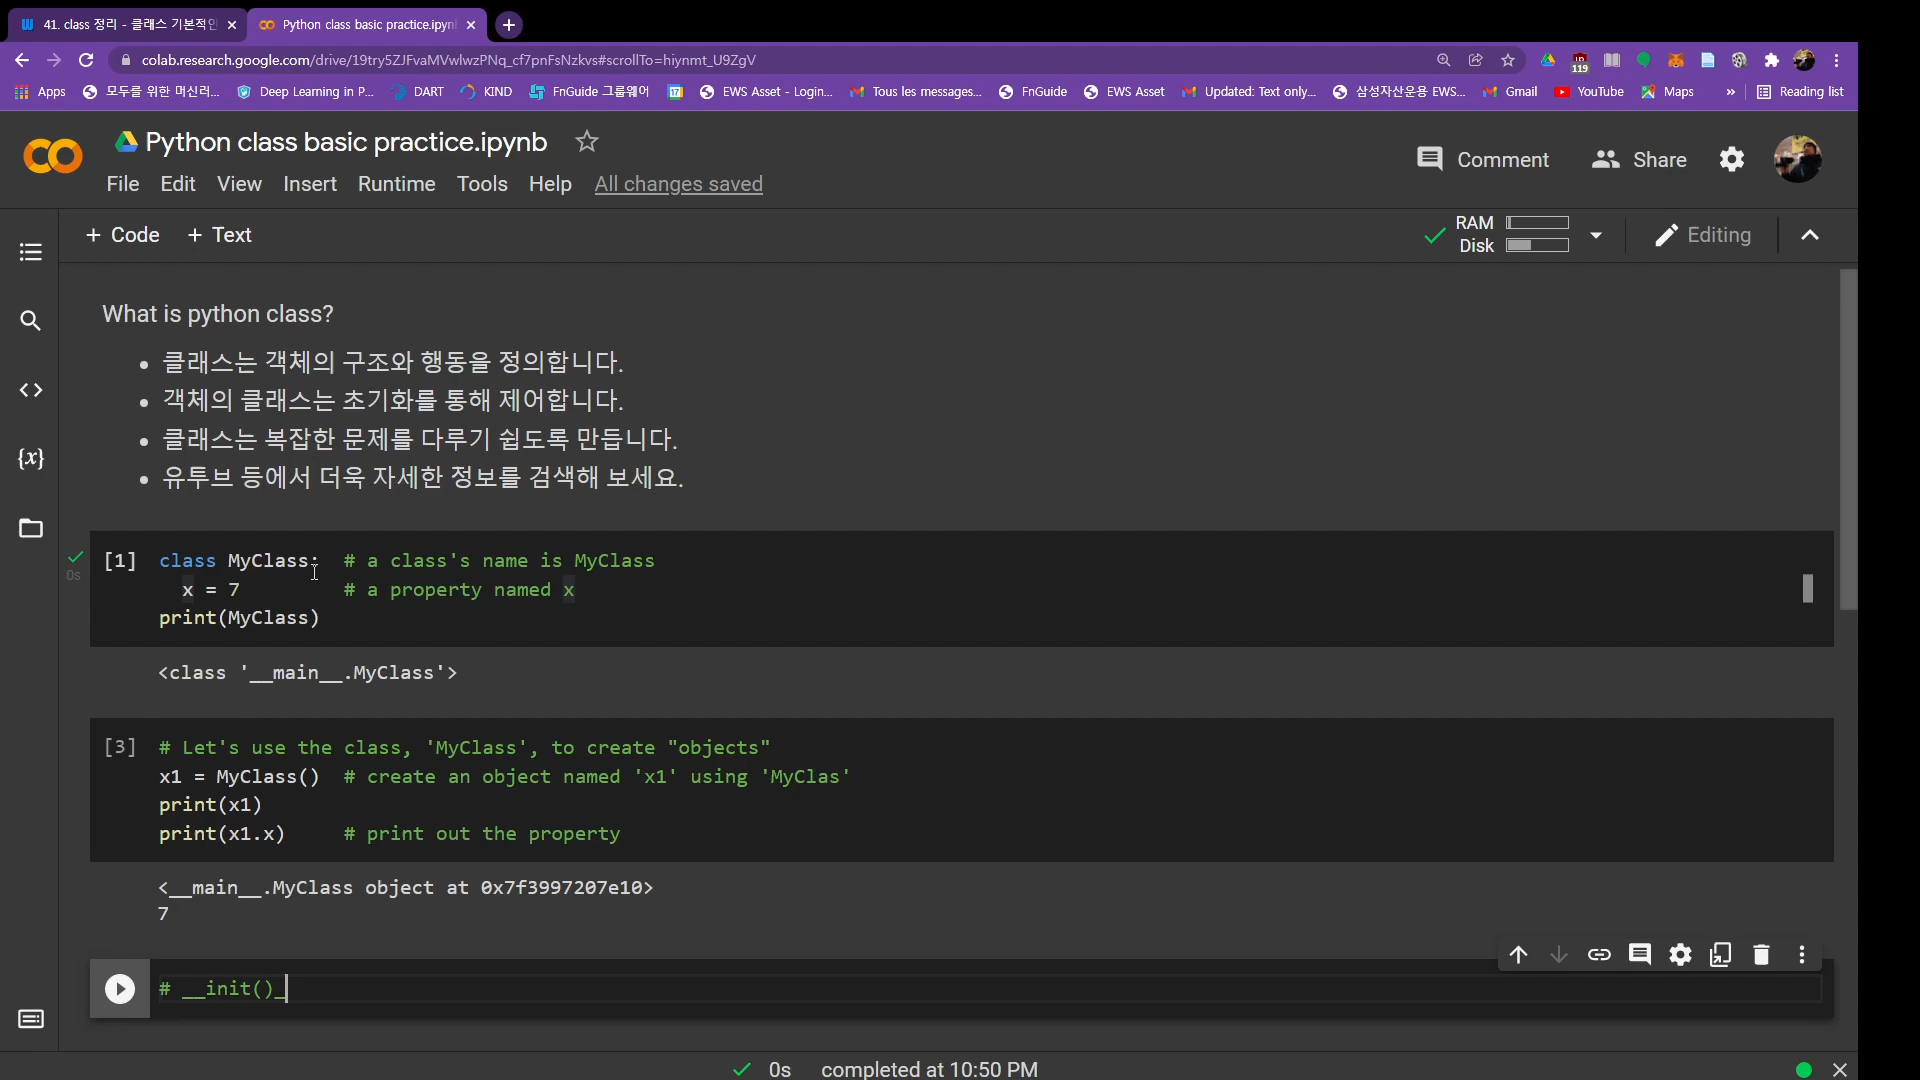 41. class 정리 - 클래스 기본적인
Python class basic practice.ipynb
colab.research.google.com/drive/19try5ZJFvaMVwlwzPNq_cf7pnFsNzkvs#scrollTo=hiynmt_U9ZgV
119
Apps
모두를 위한 머신러...
Deep Learning in P...
DART
KIND
FnGuide 그룹웨어
17
EWS Asset - Login...
Tous les messages...
FnGuide
EWS Asset
Updated: Text only...
삼성자산운용 EWS...
Gmail
YouTube
Maps
»
Reading list
Python class basic practice.ipynb
Comment
Share
File Edit View Insert Runtime Tools Help All changes saved
+ Code + Text
RAM
Disk
Editing
What is python class?
• 클래스는 객체의 구조와 행동을 정의합니다.
• 객체의 클래스는 초기화를 통해 제어합니다.
• 클래스는 복잡한 문제를 다루기 쉽도록 만듭니다.
• 유투브 등에서 더욱 자세한 정보를 검색해 보세요.
0s
[1] class MyClass:  # a class's name is MyClass
x = 7         # a property named x
print(MyClass)
<class '__main__.MyClass'>
[3] # Let's use the class, 'MyClass', to create "objects"
x1 = MyClass()  # create an object named 'x1' using 'MyClas'
print(x1)
print(x1.x)     # print out the property
<__main__.MyClass object at 0x7f3997207e10>
7
# __init()_
0s completed at 10:50 PM